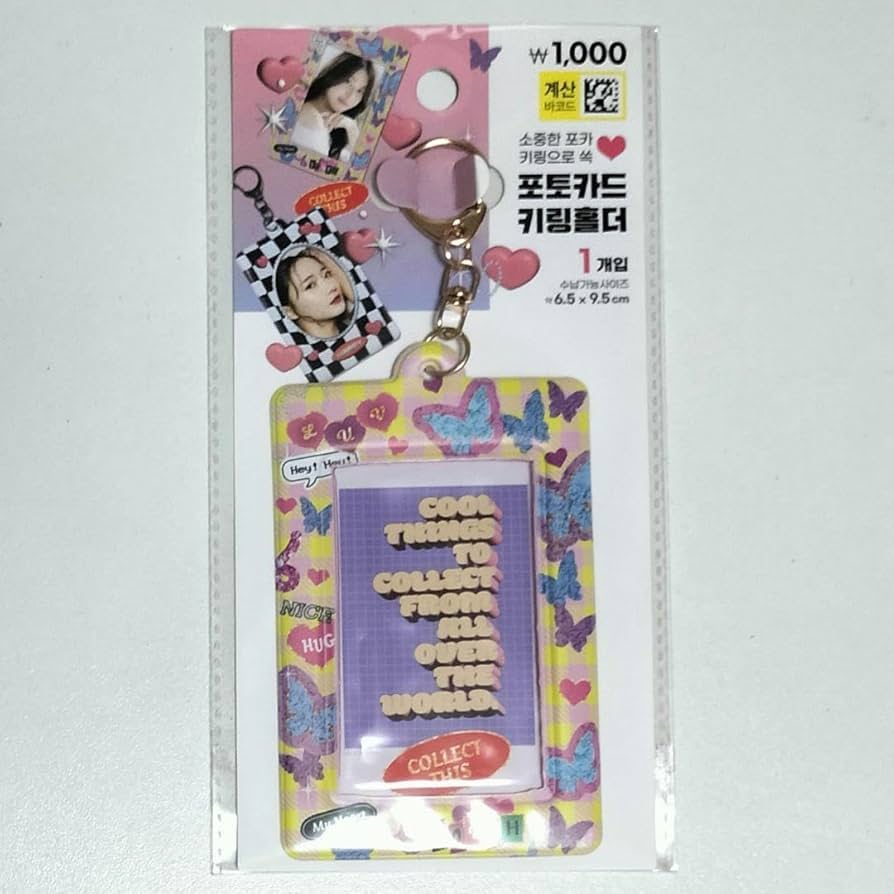 ₩1,000
계산
바코드
소중한 포카
키링으로 쏙
포토카드
키링홀더
1 개입
수납가능사이즈
약 6.5 x 9.5 cm
COLLECT
THIS
L U V
Hey! Hey!
NICE
HUG
COOL
THINGS
TO
COLLECT
FROM
ALL
OVER
THE
WORLD.
COLLECT
THIS
H